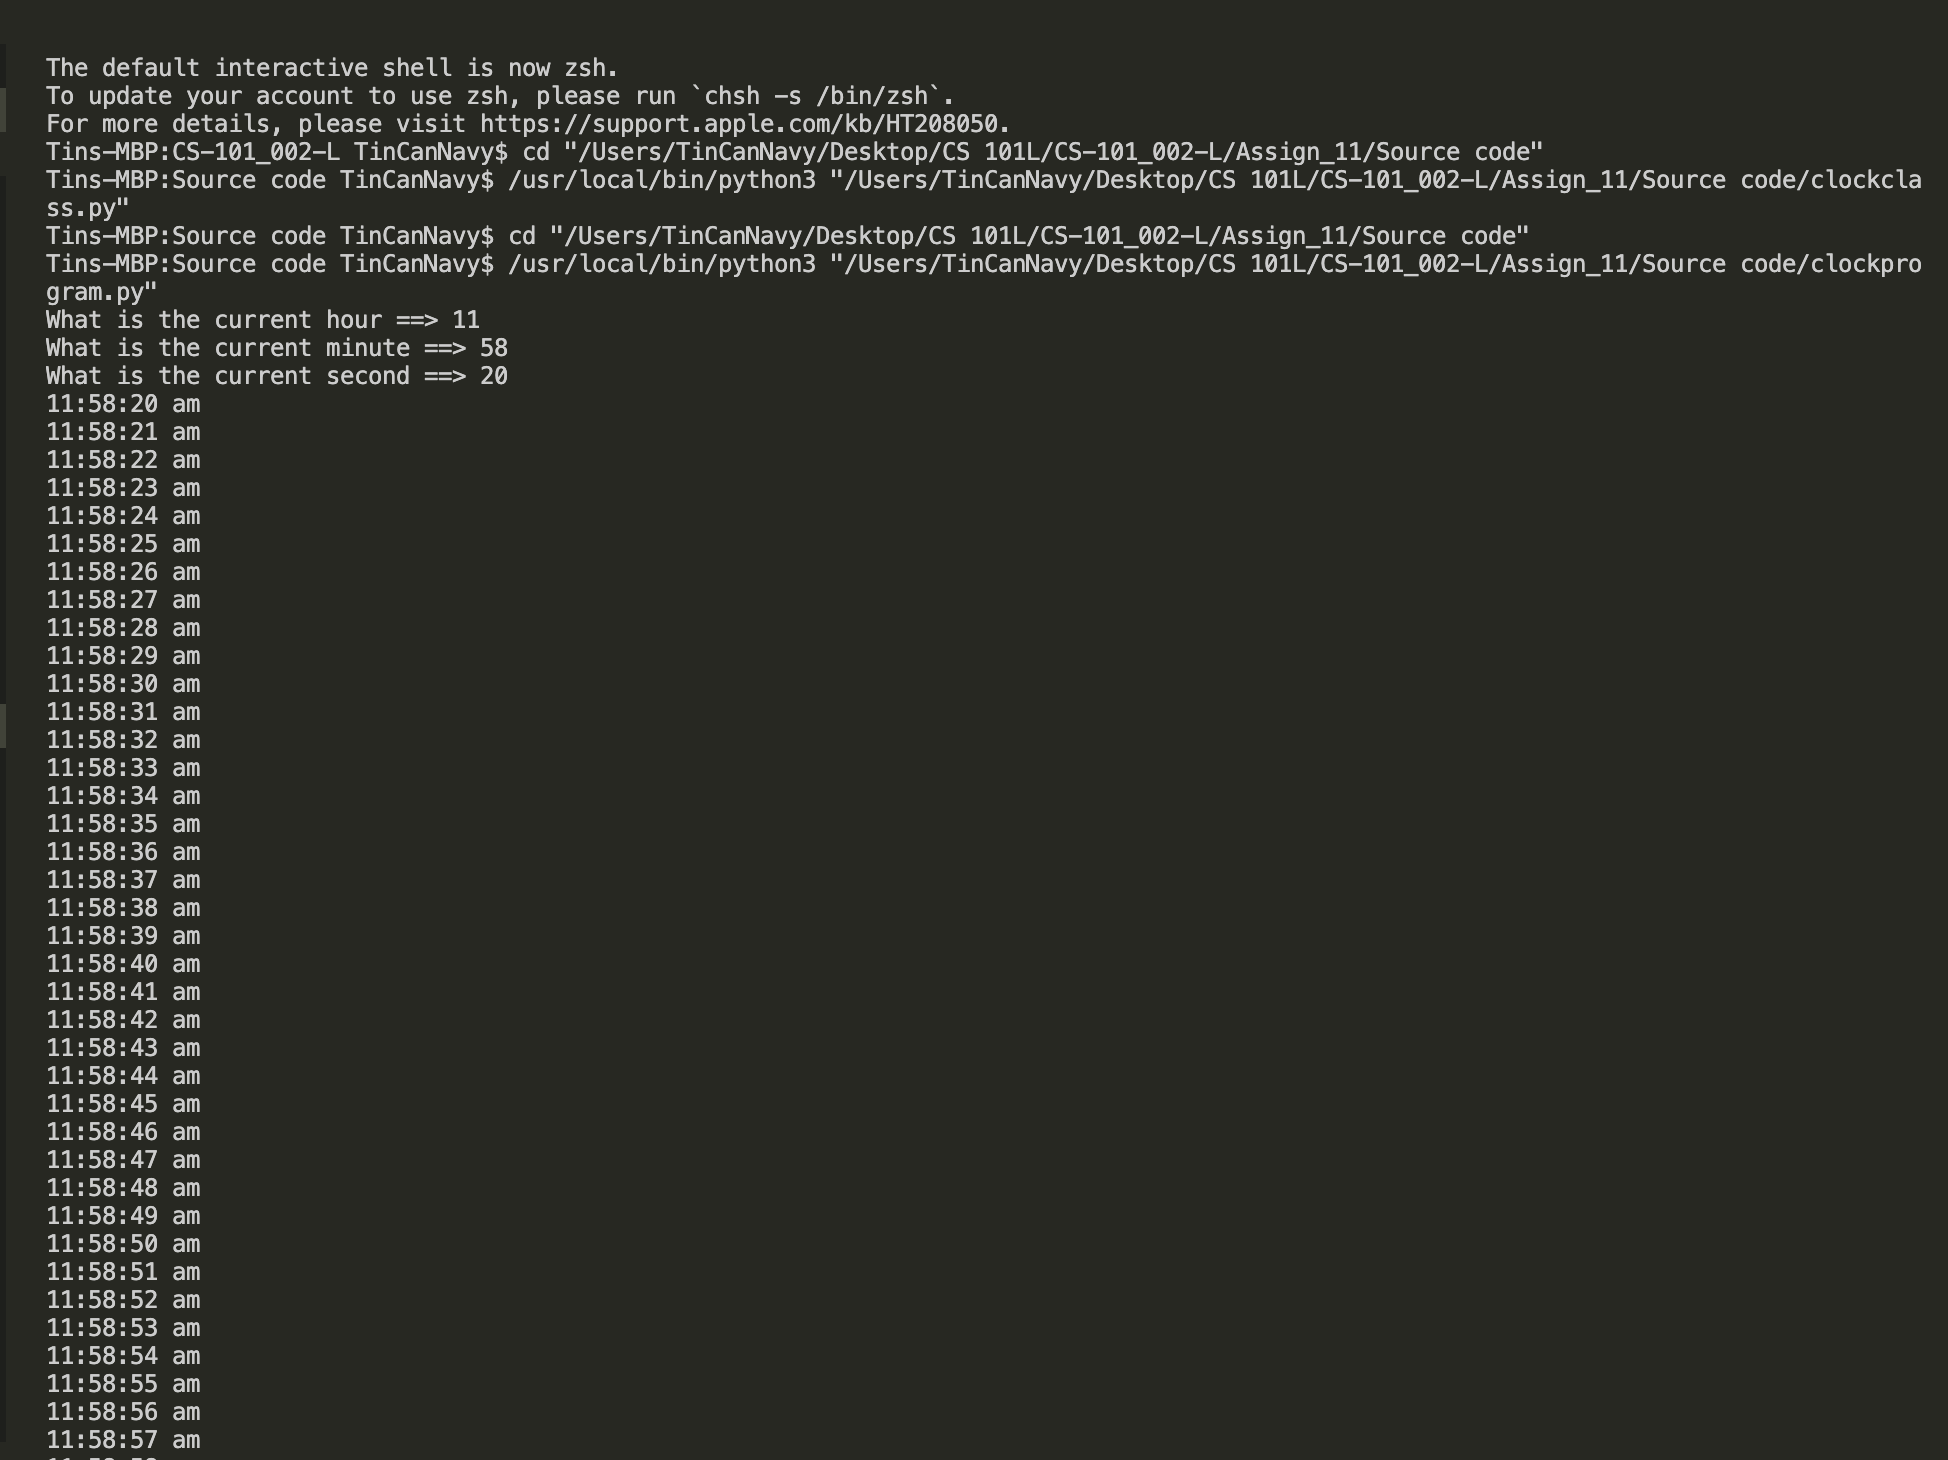 The default interactive shell is now zsh.
To update your account to use zsh, please run `chsh -s /bin/zsh`.
For more details, please visit https://support.apple.com/kb/HT208050.
Tins-MBP:CS-101_002-L TinCanNavy$ cd "/Users/TinCanNavy/Desktop/CS 101L/CS-101_002-L/Assign_11/Source code"
Tins-MBP:Source code TinCanNavy$ /usr/local/bin/python3 "/Users/TinCanNavy/Desktop/CS 101L/CS-101_002-L/Assign_11/Source code/clockcla
ss.py"
Tins-MBP:Source code TinCanNavy$ cd "/Users/TinCanNavy/Desktop/CS 101L/CS-101_002-L/Assign_11/Source code"
Tins-MBP:Source code TinCanNavy$ /usr/local/bin/python3 "/Users/TinCanNavy/Desktop/CS 101L/CS-101_002-L/Assign_11/Source code/clockpro
gram.py"
What is the current hour ==> 11
What is the current minute ==> 58
What is the current second ==> 20
11:58:20 am
11:58:21 am
11:58:22 am
11:58:23 am
11:58:24 am
11:58:25 am
11:58:26 am
11:58:27 am
11:58:28 am
11:58:29 am
11:58:30 am
11:58:31 am
11:58:32 am
11:58:33 am
11:58:34 am
11:58:35 am
11:58:36 am
11:58:37 am
11:58:38 am
11:58:39 am
11:58:40 am
11:58:41 am
11:58:42 am
11:58:43 am
11:58:44 am
11:58:45 am
11:58:46 am
11:58:47 am
11:58:48 am
11:58:49 am
11:58:50 am
11:58:51 am
11:58:52 am
11:58:53 am
11:58:54 am
11:58:55 am
11:58:56 am
11:58:57 am